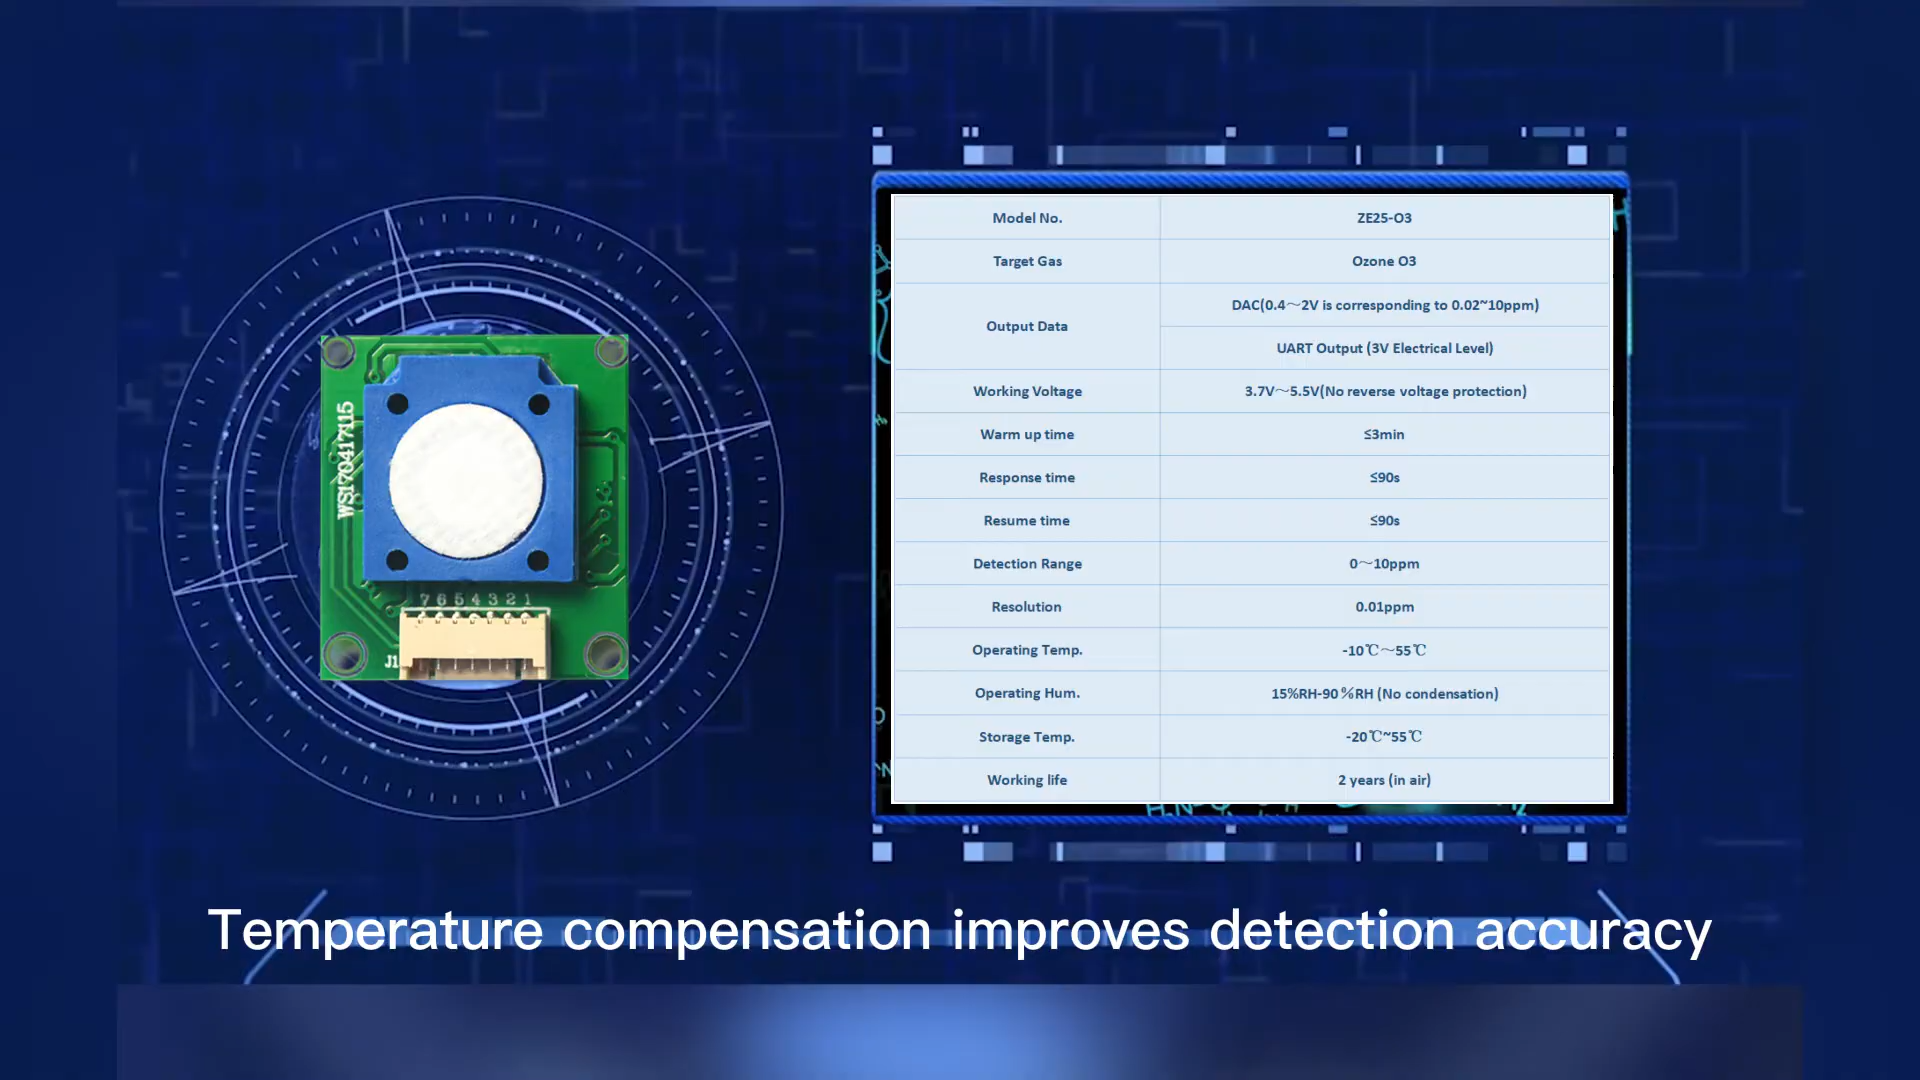 Model No. ZE25-O3
Target Gas Ozone O3
Output Data DAC(0.4～2V is corresponding to 0.02~10ppm)
UART Output (3V Electrical Level)
Working Voltage 3.7V～5.5V(No reverse voltage protection)
Warm up time ≤3min
Response time ≤90s
Resume time ≤90s
Detection Range 0～10ppm
Resolution 0.01ppm
Operating Temp. -10℃～55℃
Operating Hum. 15%RH-90％RH (No condensation)
Storage Temp. -20℃~55℃
Working life 2 years (in air)
WS170417115
7 6 5 4 3 2 1
J1
Temperature compensation improves detection accuracy